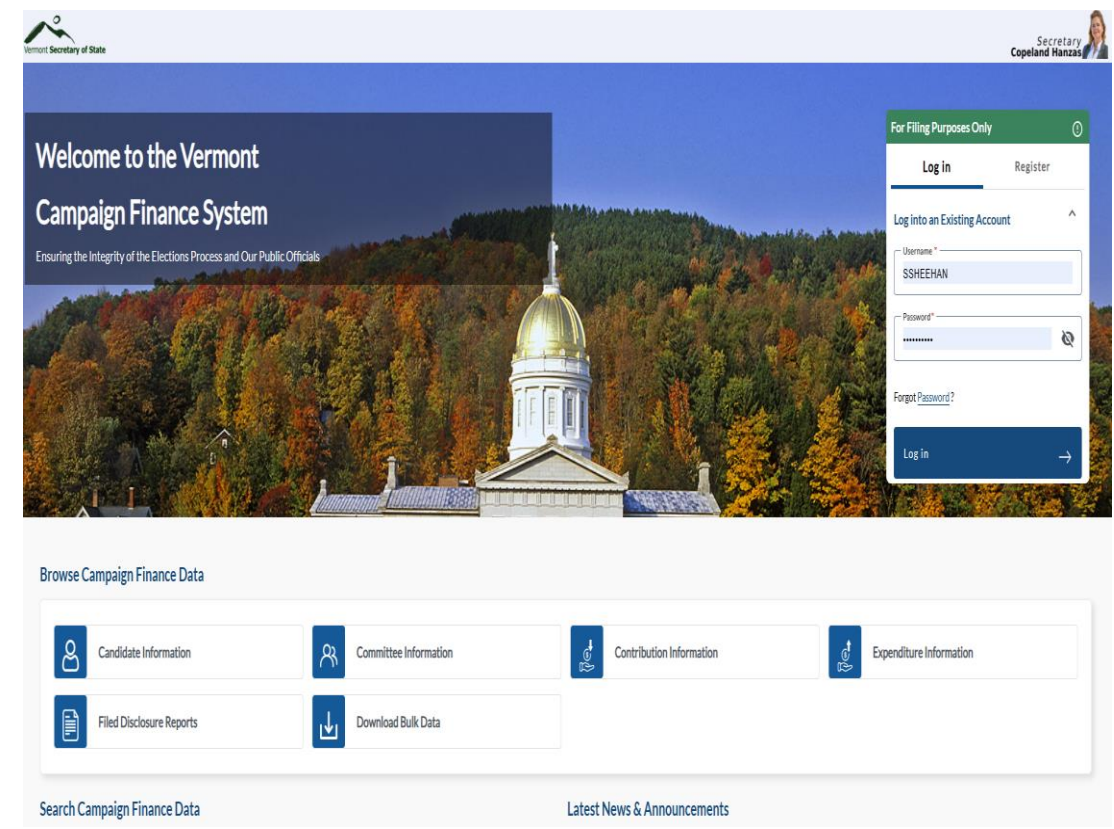 Vermont Secretary of State
Secretary
Copeland Hanzas
Welcome to the Vermont
Campaign Finance System
Ensuring the Integrity of the Elections Process and Our Public Officials
For Filing Purposes Only
Log in Register
Log into an Existing Account
Username *
SSHEEHAN
Password*
••••••••••
Forgot Password?
Log in
Browse Campaign Finance Data
Candidate Information
Committee Information
Contribution Information
Expenditure Information
Filed Disclosure Reports
Download Bulk Data
Search Campaign Finance Data
Latest News & Announcements